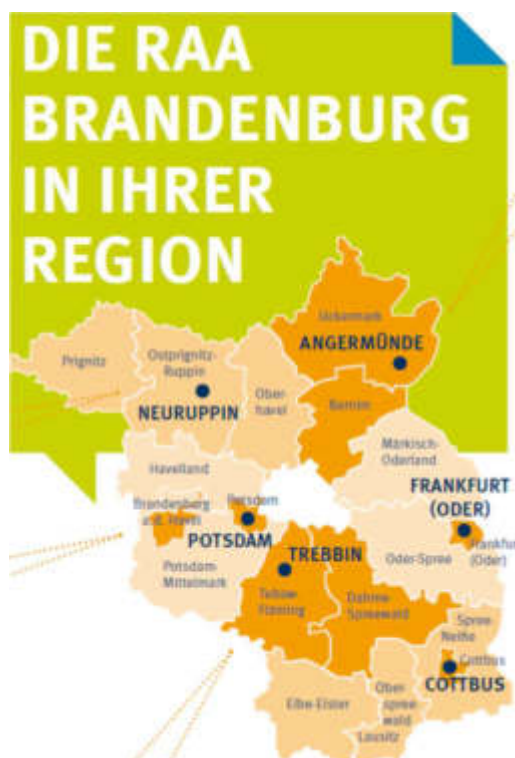 DIE RAA
BRANDENBURG
IN IHRER
REGION
Uckermark
ANGERMÜNDE
Prignitz
Ostprignitz-
Ruppin
NEURUPPIN
Ober-
havel
Barnim
Märkisch-
Oderland
Havelland
FRANKFURT
(ODER)
Brandenburg
a.d. Havel
Potsdam
POTSDAM
TREBBIN
Frankfurt
(Oder)
Oder-Spree
Potsdam-
Mittelmark
Teltow-
Fläming
Dahme-
Spreewald
Spree-
Neiße
Cottbus
COTTBUS
Elbe-Elster
Ober
spree
wald
Lausitz